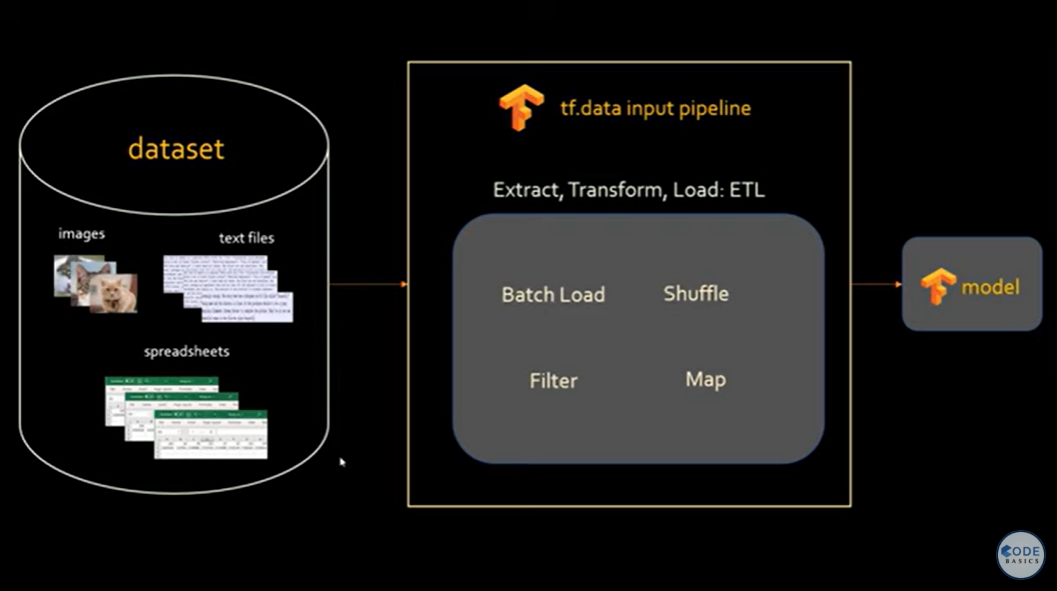 dataset
images
text files
spreadsheets
tf.data input pipeline
Extract, Transform, Load: ETL
Batch Load
Shuffle
Filter
Map
model
CODE
BASICS